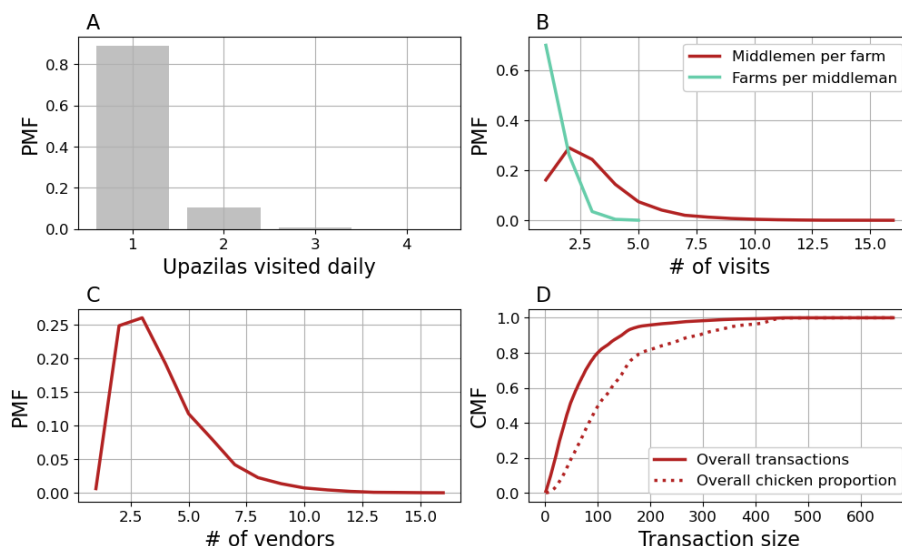 A
PMF
0.8
0.6
0.4
0.2
0.0
1 2 3 4
Upazilas visited daily
B
PMF
0.6
0.4
0.2
0.0
Middlemen per farm
Farms per middleman
2.5 5.0 7.5 10.0 12.5 15.0
# of visits
C
PMF
0.25
0.20
0.15
0.10
0.05
0.00
2.5 5.0 7.5 10.0 12.5 15.0
# of vendors
D
CMF
1.0
0.8
0.6
0.4
0.2
0.0
Overall transactions
Overall chicken proportion
0 100 200 300 400 500 600
Transaction size